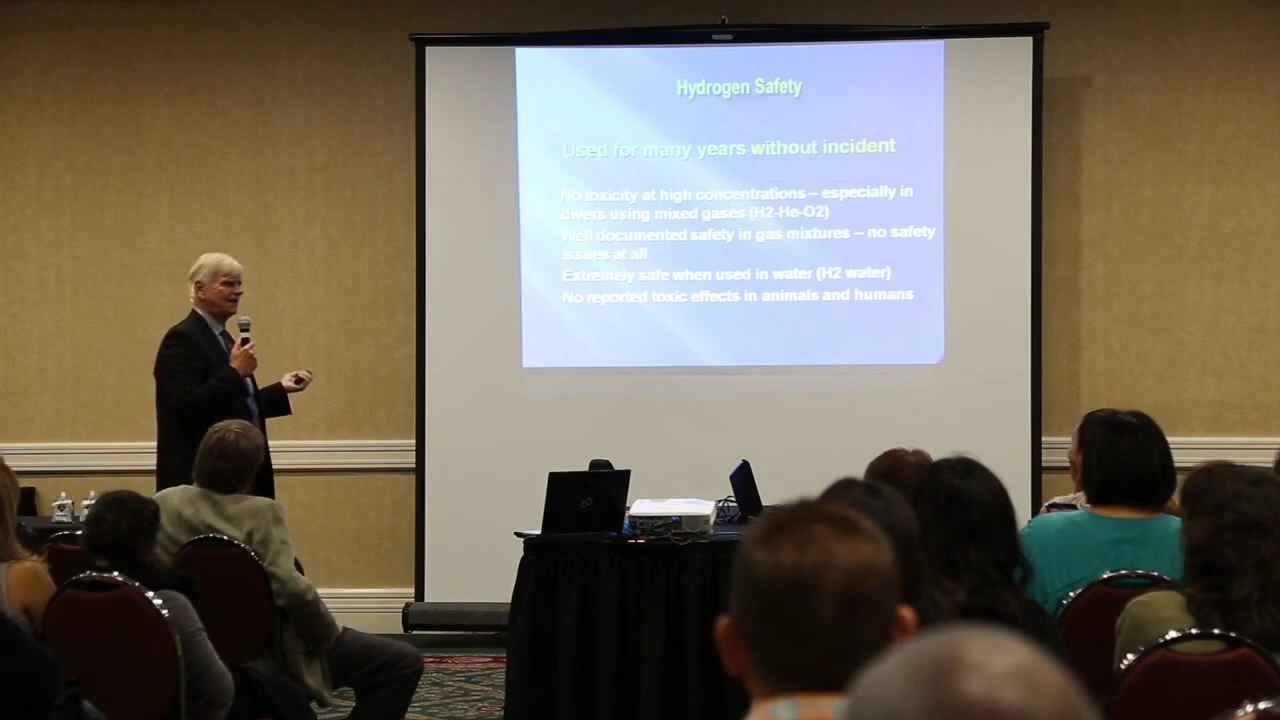 Hydrogen Safety
Used for many years without incident
No toxicity at high concentrations – especially in
divers using mixed gases (H2-He-O2)
Well documented safety in gas mixtures – no safety
issues at all
Extremely safe when used in water (H2 water)
No reported toxic effects in animals and humans